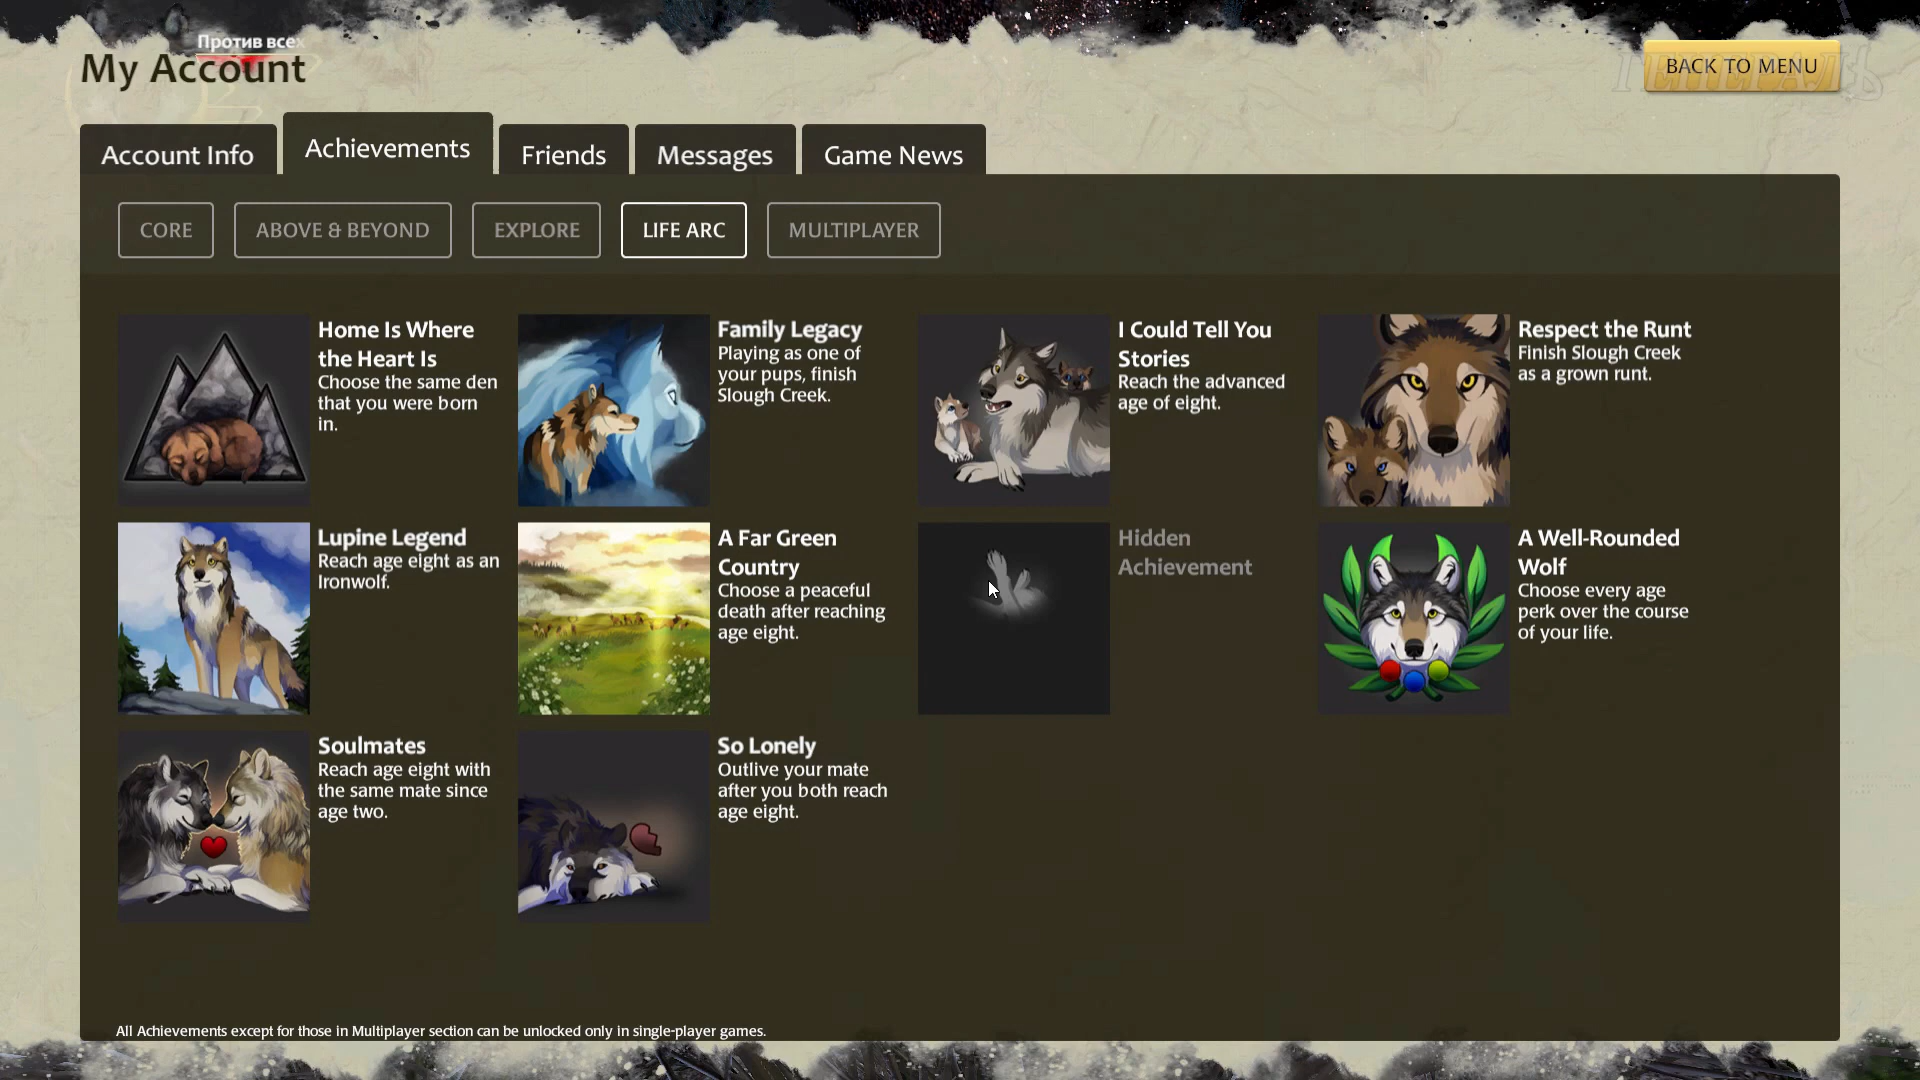 Против всех
My Account
BACK TO MENU
Account Info
Achievements
Friends
Messages
Game News
CORE
ABOVE & BEYOND
EXPLORE
LIFE ARC
MULTIPLAYER
Home Is Where
the Heart Is
Choose the same den
that you were born
in.
Family Legacy
Playing as one of
your pups, finish
Slough Creek.
I Could Tell You
Stories
Reach the advanced
age of eight.
Respect the Runt
Finish Slough Creek
as a grown runt.
Lupine Legend
Reach age eight as an
Ironwolf.
A Far Green
Country
Choose a peaceful
death after reaching
age eight.
Hidden
Achievement
A Well-Rounded
Wolf
Choose every age
perk over the course
of your life.
Soulmates
Reach age eight with
the same mate since
age two.
So Lonely
Outlive your mate
after you both reach
age eight.
All Achievements except for those in Multiplayer section can be unlocked only in single-player games.